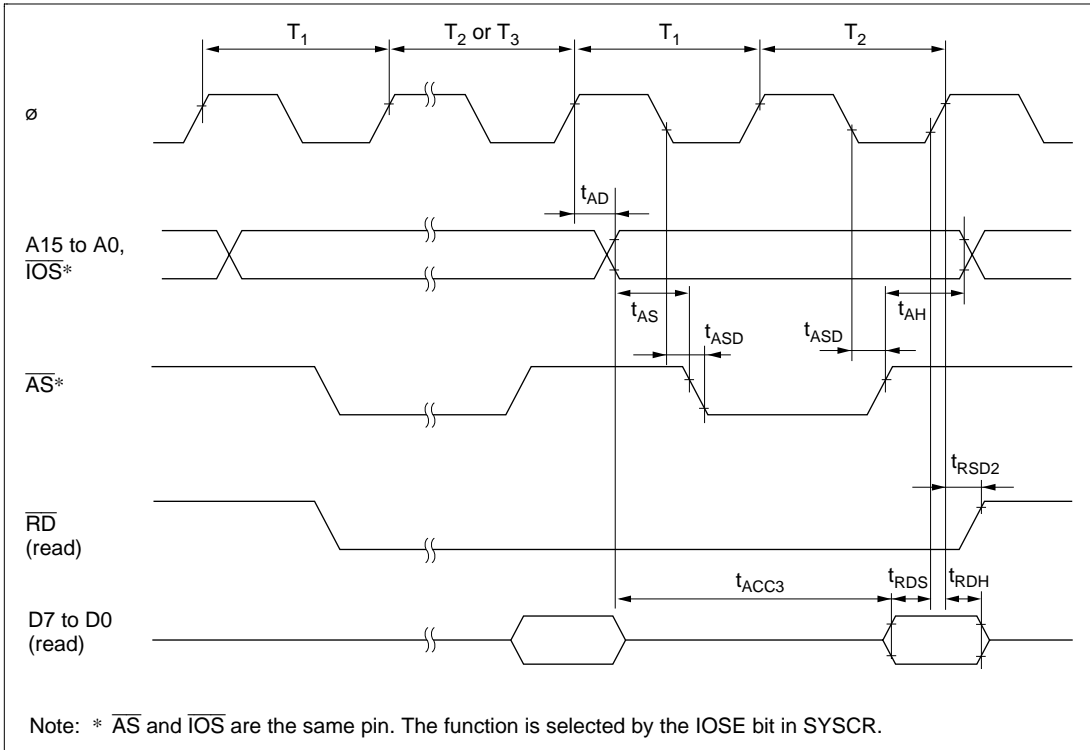 T1 T2 or T3 T1 T2
ø
tAD
A15 to A0,
IOS*
tAS tASD tASD tAH
AS*
tRSD2
RD
(read)
tACC3 tRDS tRDH
D7 to D0
(read)
Note: * AS and IOS are the same pin. The function is selected by the IOSE bit in SYSCR.